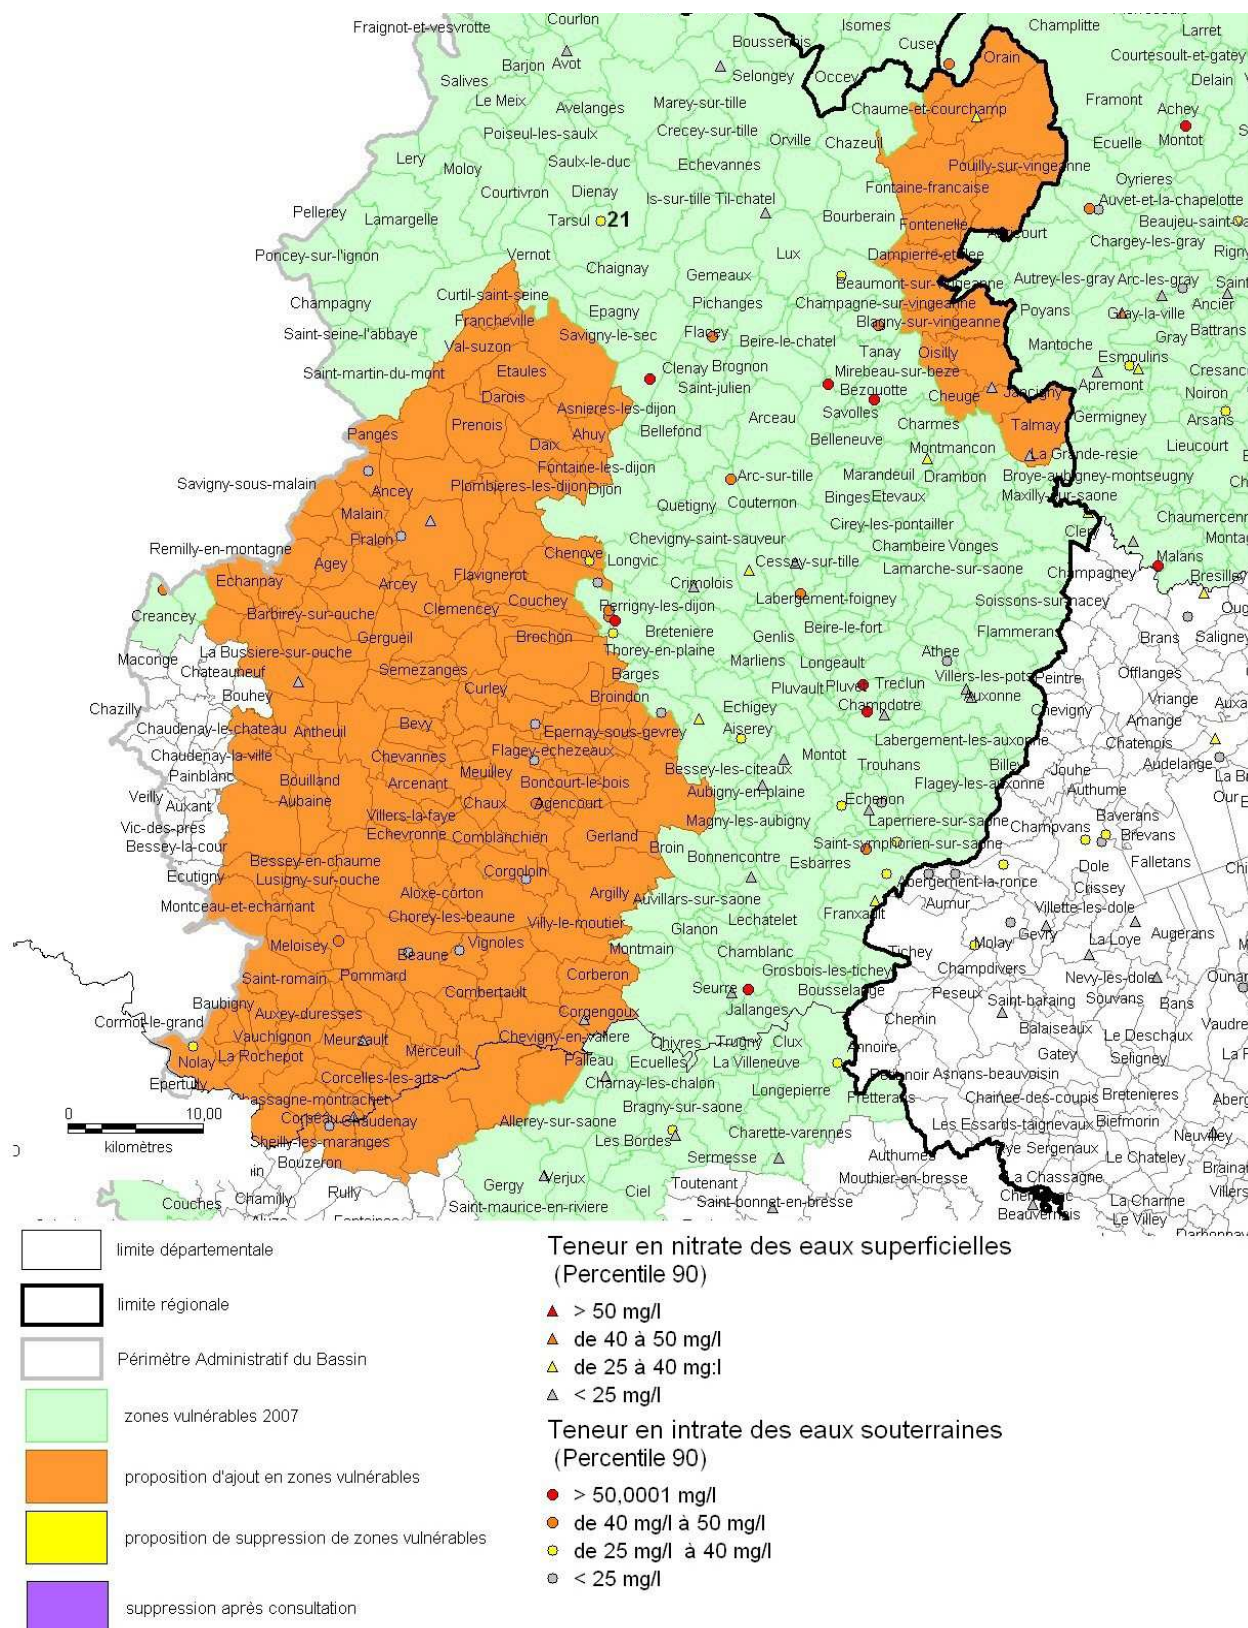 Fraignot-et-vesvrotte
Courlon
Isomes
Champlitte
Larret
Boussenois
Cusey
Orain
Courtesoult-et-gatey
Barjon
Avot
Salives
Selongey
Occey
Delain
Le Meix
Avelanges
Marey-sur-tille
Chaume-et-courchamp
Framont
Achey
Poiseul-les-saulx
Crecey-sur-tille
Orville
Chazeuil
Ecuelle
Montot
Lery
Moloy
Saulx-le-duc
Echevannes
Pouilly-sur-vingeanne
Oyrieres
Courtivron
Dienay
Is-sur-tille
Til-chatel
Fontaine-francaise
Auvet-et-la-chapelotte
Pellerey
Lamargelle
Tarsul
21
Bourberain
Fontenelle
Chargey-les-gray
Poncey-sur-l'ignon
Vernot
Chaignay
Lux
Gemeaux
Autrey-les-gray
Arc-les-gray
Champagny
Curtil-saint-seine
Beaumont-sur-vingeanne
Pichanges
Champagne-sur-vingeanne
Poyans
Ancier
Epagny
Francheville
Blagny-sur-vingeanne
Gray-la-ville
Battrans
Saint-seine-l'abbaye
Savigny-le-sec
Flacey
Beire-le-chatel
Mantoche
Gray
Val-suzon
Tanay
Oisilly
Esmoulins
Saint-martin-du-mont
Etaules
Clenay
Brognon
Mirebeau-sur-beze
Saint-julien
Bezouotte
Apremont
Darois
Cheuge
Jancigny
Noiron
Asnieres-les-dijon
Arceau
Savolles
Germigney
Arsans
Panges
Prenois
Ahuy
Bellefond
Charmes
Talmay
Daix
Belleneuve
Montmancon
Lieucourt
Fontaine-les-dijon
La Grande-resie
Savigny-sous-malain
Ancey
Plombieres-les-dijon
Dijon
Arc-sur-tille
Marandeuil
Drambon
Broye-aubigney-montseugny
Quetigny
Couternon
Binges
Etevaux
Maxilly-sur-saone
Malain
Pralon
Cirey-les-pontailler
Remilly-en-montagne
Chenove
Chevigny-saint-sauveur
Chambeire
Vonges
Agey
Longvic
Cessey-sur-tille
Malans
Echannay
Arcey
Flavignerot
Crimolois
Lamarche-sur-saone
Champagney
Creancey
Barbirey-sur-ouche
Clemencey
Couchey
Perrigny-les-dijon
Labergement-foigney
Soissons-sur-nacey
Gergueil
Brochon
Breteniere
Genlis
Beire-le-fort
Flammerans
Brans
Saligney
Maconge
La Bussiere-sur-ouche
Thorey-en-plaine
Athee
Chateauneuf
Semezanges
Barges
Marliens
Longeault
Offlanges
Bouhey
Curley
Broindon
Pluvault
Pluvet
Treclun
Villers-les-pots
Peintre
Vriange
Chazilly
Champdotre
Auxonne
Chevigny
Chaudenay-le-chateau
Antheuil
Bevy
Epernay-sous-gevrey
Echigey
Aiserey
Amange
Chaudenay-la-ville
Chevannes
Flagey-echezeaux
Montot
Labergement-les-auxonne
Chatenois
Painblanc
Bouilland
Arcenant
Meuilley
Boncourt-le-bois
Bessey-les-citeaux
Trouhans
Billey
Jouhe
Audelange
Veilly
Auxant
Aubaine
Chaux
Agencourt
Aubigny-en-plaine
Flagey-les-auxonne
Authume
Villers-la-faye
Echenon
Vic-des-pres
Echevronne
Comblanchien
Gerland
Magny-les-aubigny
Laperriere-sur-saone
Champvans
Baverans
Brevans
Bessey-la-cour
Broin
Saint-symphorien-sur-saone
Bessey-en-chaume
Bonnencontre
Esbarres
Dole
Falletans
Ecutigny
Lusigny-sur-ouche
Corgoloin
Abergement-la-ronce
Crissey
Aloxe-corton
Argilly
Auvillars-sur-saone
Aumur
Villette-les-dole
Montceau-et-echarnant
Chorey-les-beaune
Villy-le-moutier
Lechatelet
Franxault
Gevry
Glanon
Augerans
Meloisey
Vignoles
Montmain
Chamblanc
Tichey
Molay
La Loye
Beaune
Saint-romain
Pommard
Corberon
Grosbois-les-tichey
Champdivers
Nevy-les-dole
Combertault
Seurre
Bousselange
Peseux
Souvans
Bans
Baubigny
Jallanges
Saint-baraing
Cormot-le-grand
Auxey-duresses
Corgengoux
Chemin
Balaiseaux
Vauchignon
Meursault
Merceuil
Chevigny-en-valiere
Chivres
Trugny
Clux
Le Deschaux
Nolay
La Rochepot
Palleau
Ecuelles
La Villeneuve
Annoire
Gatey
Seligney
Epertully
Corcelles-les-arts
Charnay-les-chalon
Longepierre
Asnans-beauvoisin
0
10,00
kilomètres
Bragny-sur-saone
Fretterans
Chainee-des-coupis
Bretenieres
Chaudenay
Allerey-sur-saone
Les Essards-taignevaux
Biefmorin
Les Bordes
Charette-varennes
Neuvilley
Bouzeron
Sermesse
Authumes
Sergenaux
Le Chateley
Rully
Gergy
Verjux
Toutenant
Mouthier-en-bresse
La Chassagne
Couches
Chamilly
Ciel
Saint-bonnet-en-bresse
Saint-maurice-en-riviere
Beauvernois
La Charme
Le Villey
limite départementale
limite régionale
Périmètre Administratif du Bassin
zones vulnérables 2007
proposition d'ajout en zones vulnérables
proposition de suppression de zones vulnérables
suppression après consultation
Teneur en nitrate des eaux superficielles
(Percentile 90)
> 50 mg/l
de 40 à 50 mg/l
de 25 à 40 mg:l
< 25 mg/l
Teneur en intrate des eaux souterraines
(Percentile 90)
> 50,0001 mg/l
de 40 mg/l à 50 mg/l
de 25 mg/l à 40 mg/l
< 25 mg/l